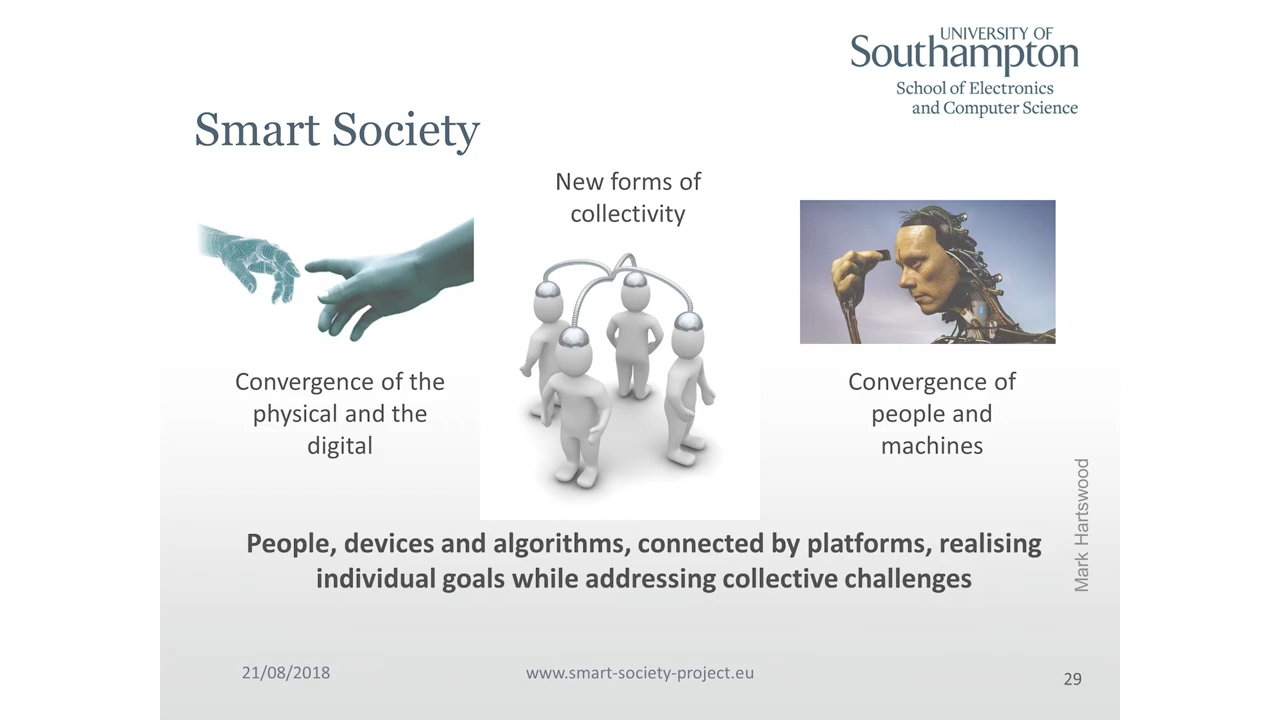 UNIVERSITY OF
Southampton
School of Electronics
and Computer Science
Smart Society
New forms of
collectivity
Convergence of the
physical and the
digital
Convergence of
people and
machines
Mark Hartswood
People, devices and algorithms, connected by platforms, realising
individual goals while addressing collective challenges
21/08/2018
www.smart-society-project.eu
29